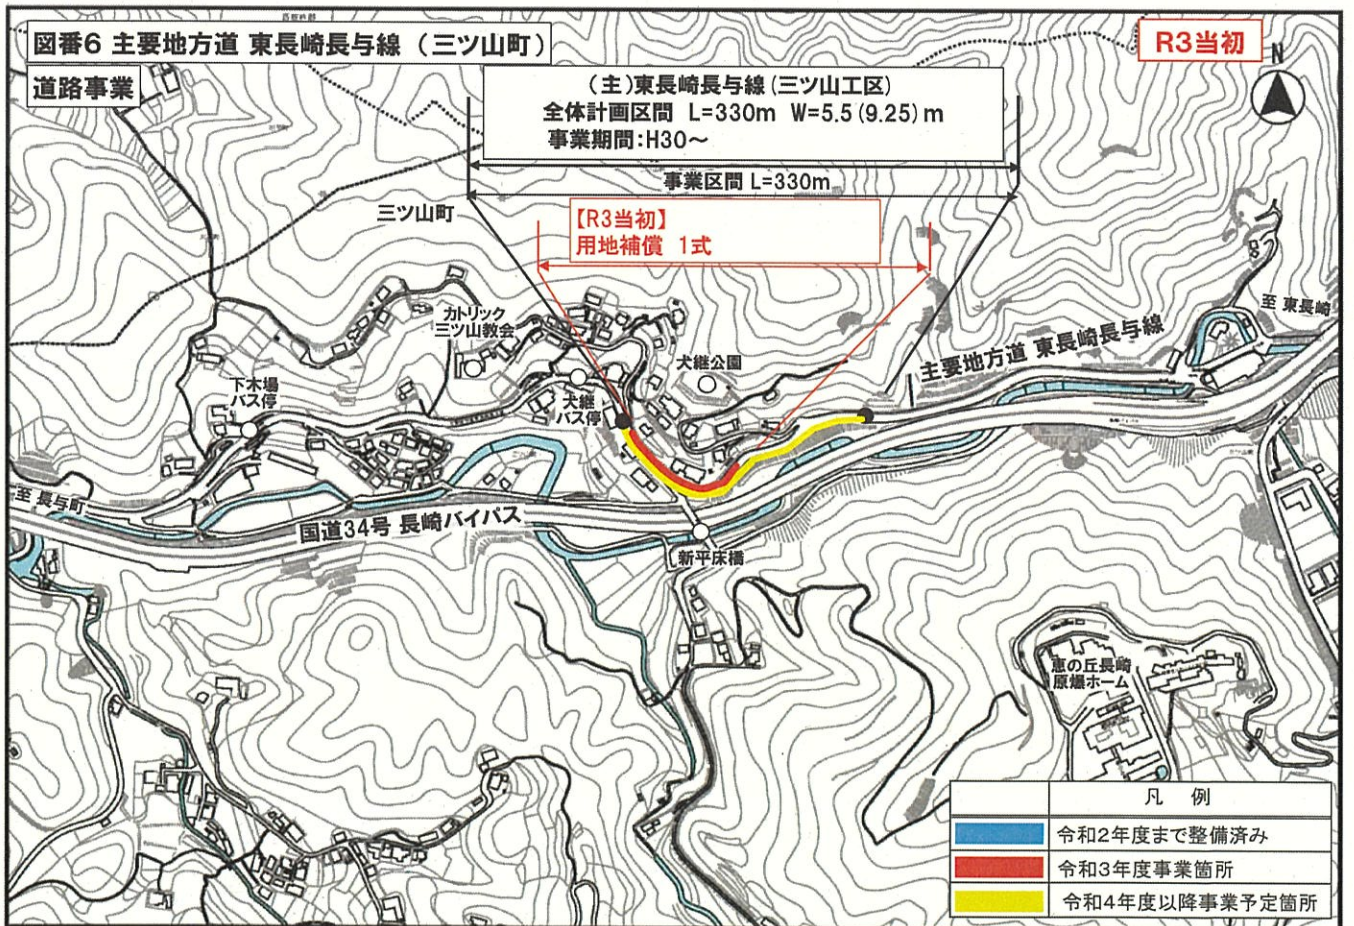 図番6 主要地方道 東長崎長与線 （三ツ山町）
R3当初
道路事業
N
（主）東長崎長与線（三ツ山工区）
全体計画区間 L=330m W=5.5(9.25)m
事業期間:H30～
事業区間 L=330m
三ツ山町
【R3当初】
用地補償 1式
カトリック
三ツ山教会
犬継公園
主要地方道 東長崎長与線
至 東長崎
下木場
バス停
犬継
バス停
至 長与町
国道34号 長崎バイパス
新平床橋
恵の丘長崎
原爆ホーム
凡 例
令和2年度まで整備済み
令和3年度事業箇所
令和4年度以降事業予定箇所